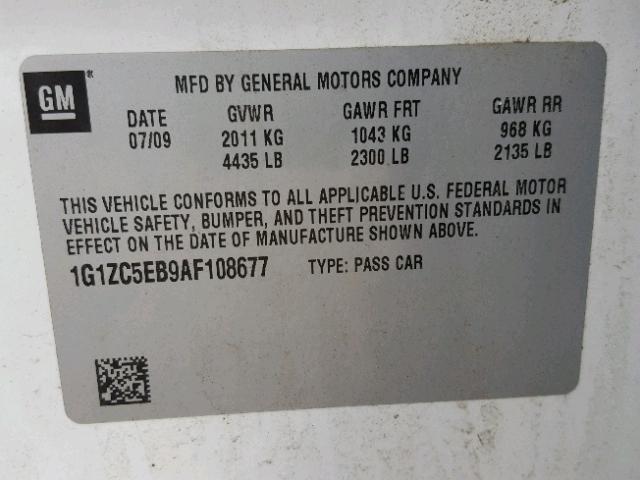 GM®
MFD BY GENERAL MOTORS COMPANY
DATE GVWR GAWR FRT GAWR RR
07/09 2011 KG 1043 KG 968 KG
4435 LB 2300 LB 2135 LB
THIS VEHICLE CONFORMS TO ALL APPLICABLE U.S. FEDERAL MOTOR
VEHICLE SAFETY, BUMPER, AND THEFT PREVENTION STANDARDS IN
EFFECT ON THE DATE OF MANUFACTURE SHOWN ABOVE.
1G1ZC5EB9AF108677 TYPE: PASS CAR